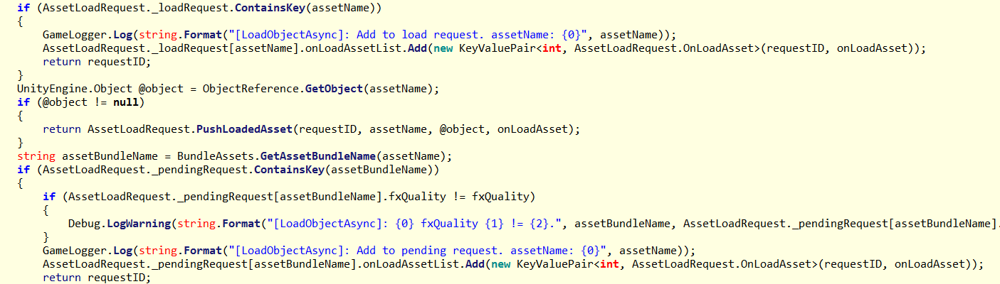 if (AssetLoadRequest._loadRequest.ContainsKey(assetName))
{
GameLogger.Log(string.Format("[LoadObjectAsync]: Add to load request. assetName: {0}", assetName));
AssetLoadRequest._loadRequest[assetName].onLoadAssetList.Add(new KeyValuePair<int, AssetLoadRequest.OnLoadAsset>(requestID, onLoadAsset));
return requestID;
}
UnityEngine.Object @object = ObjectReference.GetObject(assetName);
if (@object != null)
{
return AssetLoadRequest.PushLoadedAsset(requestID, assetName, @object, onLoadAsset);
}
string assetBundleName = BundleAssets.GetAssetBundleName(assetName);
if (AssetLoadRequest._pendingRequest.ContainsKey(assetBundleName))
{
if (AssetLoadRequest._pendingRequest[assetBundleName].fxQuality != fxQuality)
{
Debug.LogWarning(string.Format("[LoadObjectAsync]: {0} fxQuality {1} != {2}.", assetBundleName, AssetLoadRequest._pendingRequest[assetBundleName].
}
GameLogger.Log(string.Format("[LoadObjectAsync]: Add to pending request. assetName: {0}", assetName));
AssetLoadRequest._pendingRequest[assetBundleName].onLoadAssetList.Add(new KeyValuePair<int, AssetLoadRequest.OnLoadAsset>(requestID, onLoadAsset));
return requestID;